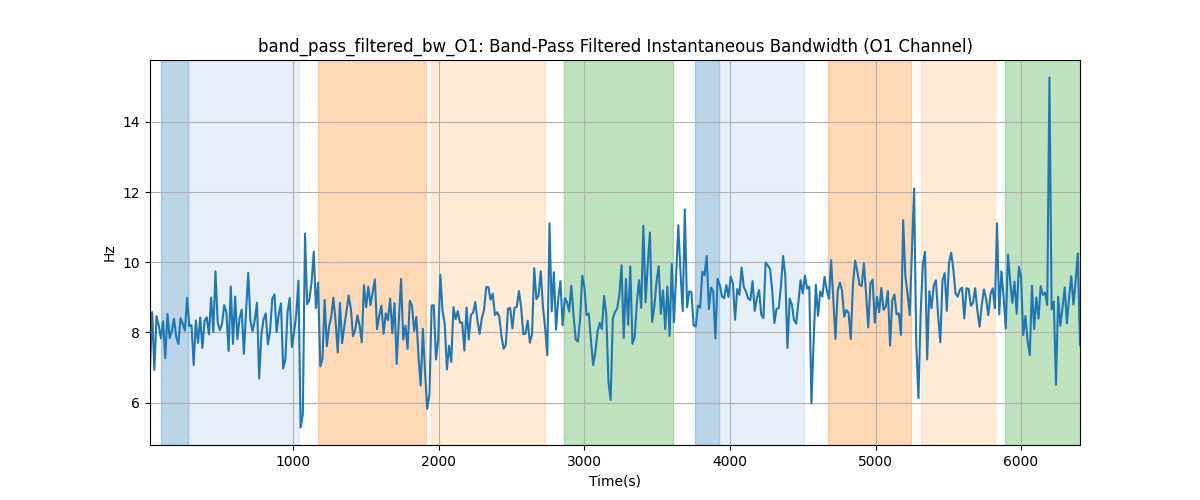 band_pass_filtered_bw_O1: Band-Pass Filtered Instantaneous Bandwidth (O1 Channel)
14
12
10
8
6
Hz
1000 2000 3000 4000 5000 6000
Time(s)